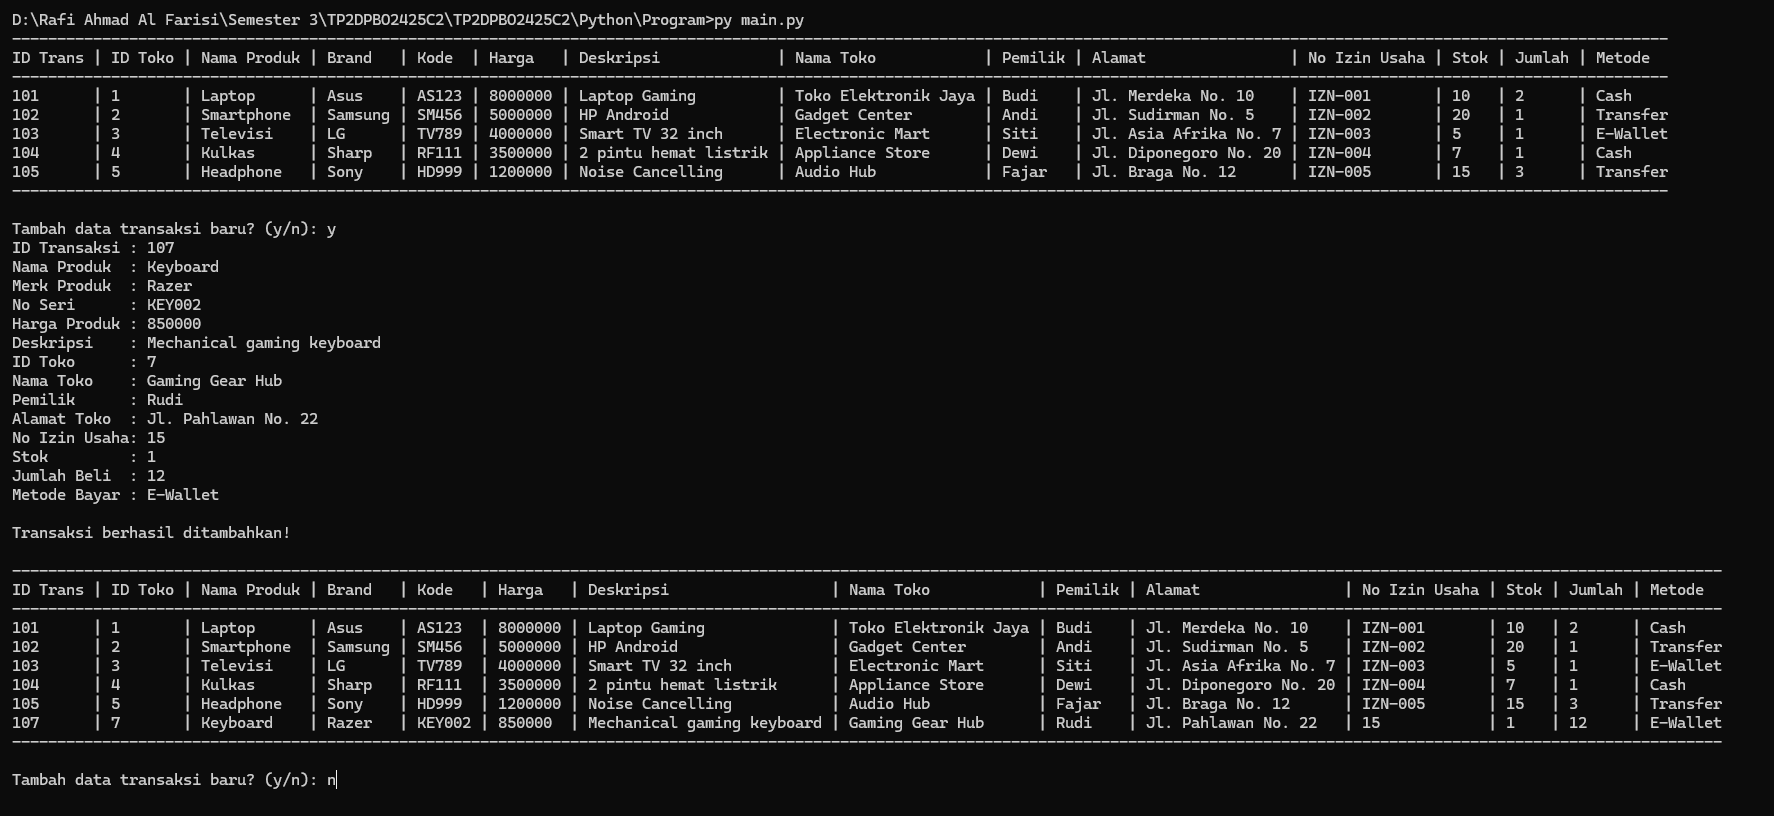 D:\Rafi Ahmad Al Farisi\Semester 3\TP2DPBO2425C2\TP2DPBO2425C2\Python\Program>py main.py
------------------------------------------------------------------------------------------------------------------------------------------------------------------------------------------
ID Trans | ID Toko | Nama Produk | Brand   | Kode  | Harga   | Deskripsi             | Nama Toko            | Pemilik | Alamat                | No Izin Usaha | Stok | Jumlah | Metode
------------------------------------------------------------------------------------------------------------------------------------------------------------------------------------------
101      | 1       | Laptop      | Asus    | AS123 | 8000000 | Laptop Gaming         | Toko Elektronik Jaya | Budi    | Jl. Merdeka No. 10    | IZN-001       | 10   | 2      | Cash
102      | 2       | Smartphone  | Samsung | SM456 | 5000000 | HP Android            | Gadget Center        | Andi    | Jl. Sudirman No. 5    | IZN-002       | 20   | 1      | Transfer
103      | 3       | Televisi    | LG      | TV789 | 4000000 | Smart TV 32 inch      | Electronic Mart      | Siti    | Jl. Asia Afrika No. 7 | IZN-003       | 5    | 1      | E-Wallet
104      | 4       | Kulkas      | Sharp   | RF111 | 3500000 | 2 pintu hemat listrik | Appliance Store      | Dewi    | Jl. Diponegoro No. 20 | IZN-004       | 7    | 1      | Cash
105      | 5       | Headphone   | Sony    | HD999 | 1200000 | Noise Cancelling      | Audio Hub            | Fajar   | Jl. Braga No. 12      | IZN-005       | 15   | 3      | Transfer
------------------------------------------------------------------------------------------------------------------------------------------------------------------------------------------
Tambah data transaksi baru? (y/n): y
ID Transaksi : 107
Nama Produk  : Keyboard
Merk Produk  : Razer
No Seri      : KEY002
Harga Produk : 850000
Deskripsi    : Mechanical gaming keyboard
ID Toko      : 7
Nama Toko    : Gaming Gear Hub
Pemilik      : Rudi
Alamat Toko  : Jl. Pahlawan No. 22
No Izin Usaha: 15
Stok         : 1
Jumlah Beli  : 12
Metode Bayar : E-Wallet
Transaksi berhasil ditambahkan!
------------------------------------------------------------------------------------------------------------------------------------------------------------------------------------------------
ID Trans | ID Toko | Nama Produk | Brand   | Kode   | Harga   | Deskripsi                  | Nama Toko            | Pemilik | Alamat                | No Izin Usaha | Stok | Jumlah | Metode
------------------------------------------------------------------------------------------------------------------------------------------------------------------------------------------------
101      | 1       | Laptop      | Asus    | AS123  | 8000000 | Laptop Gaming              | Toko Elektronik Jaya | Budi    | Jl. Merdeka No. 10    | IZN-001       | 10   | 2      | Cash
102      | 2       | Smartphone  | Samsung | SM456  | 5000000 | HP Android                 | Gadget Center        | Andi    | Jl. Sudirman No. 5    | IZN-002       | 20   | 1      | Transfer
103      | 3       | Televisi    | LG      | TV789  | 4000000 | Smart TV 32 inch           | Electronic Mart      | Siti    | Jl. Asia Afrika No. 7 | IZN-003       | 5    | 1      | E-Wallet
104      | 4       | Kulkas      | Sharp   | RF111  | 3500000 | 2 pintu hemat listrik      | Appliance Store      | Dewi    | Jl. Diponegoro No. 20 | IZN-004       | 7    | 1      | Cash
105      | 5       | Headphone   | Sony    | HD999  | 1200000 | Noise Cancelling           | Audio Hub            | Fajar   | Jl. Braga No. 12      | IZN-005       | 15   | 3      | Transfer
107      | 7       | Keyboard    | Razer   | KEY002 | 850000  | Mechanical gaming keyboard | Gaming Gear Hub      | Rudi    | Jl. Pahlawan No. 22   | 15            | 1    | 12     | E-Wallet
------------------------------------------------------------------------------------------------------------------------------------------------------------------------------------------------
Tambah data transaksi baru? (y/n): n